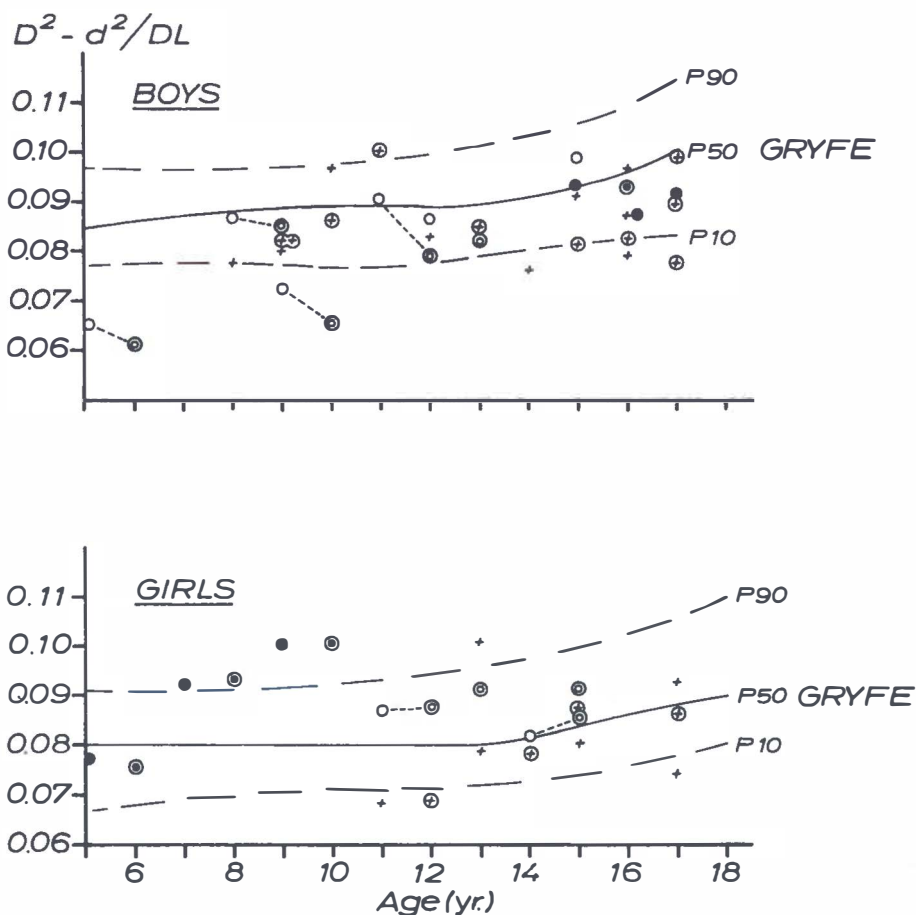 D² - d²/DL
BOYS
0.11
0.10
0.09
0.08
0.07
0.06
P90
P50 GRYFE
P10
GIRLS
0.11
0.10
0.09
0.08
0.07
0.06
P90
P50 GRYFE
P10
6 8 10 12 14 16 18
Age (yr.)